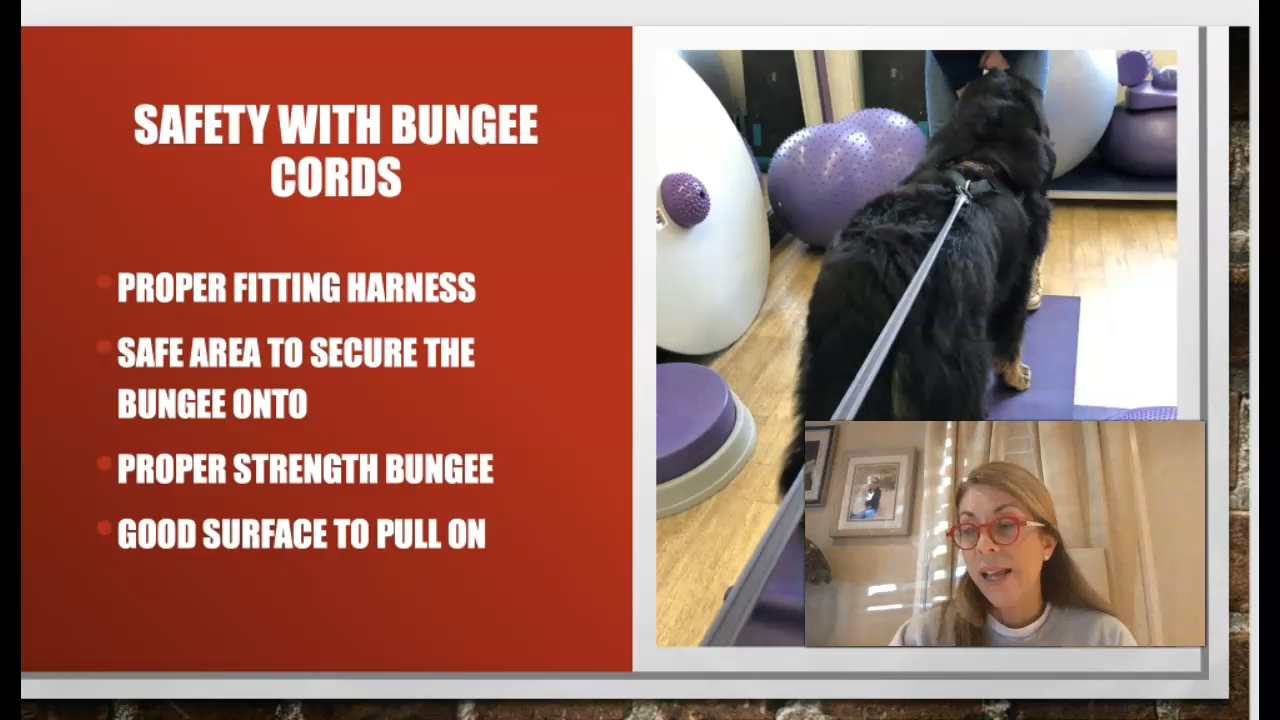 SAFETY WITH BUNGEE
CORDS
PROPER FITTING HARNESS
SAFE AREA TO SECURE THE
BUNGEE ONTO
PROPER STRENGTH BUNGEE
GOOD SURFACE TO PULL ON